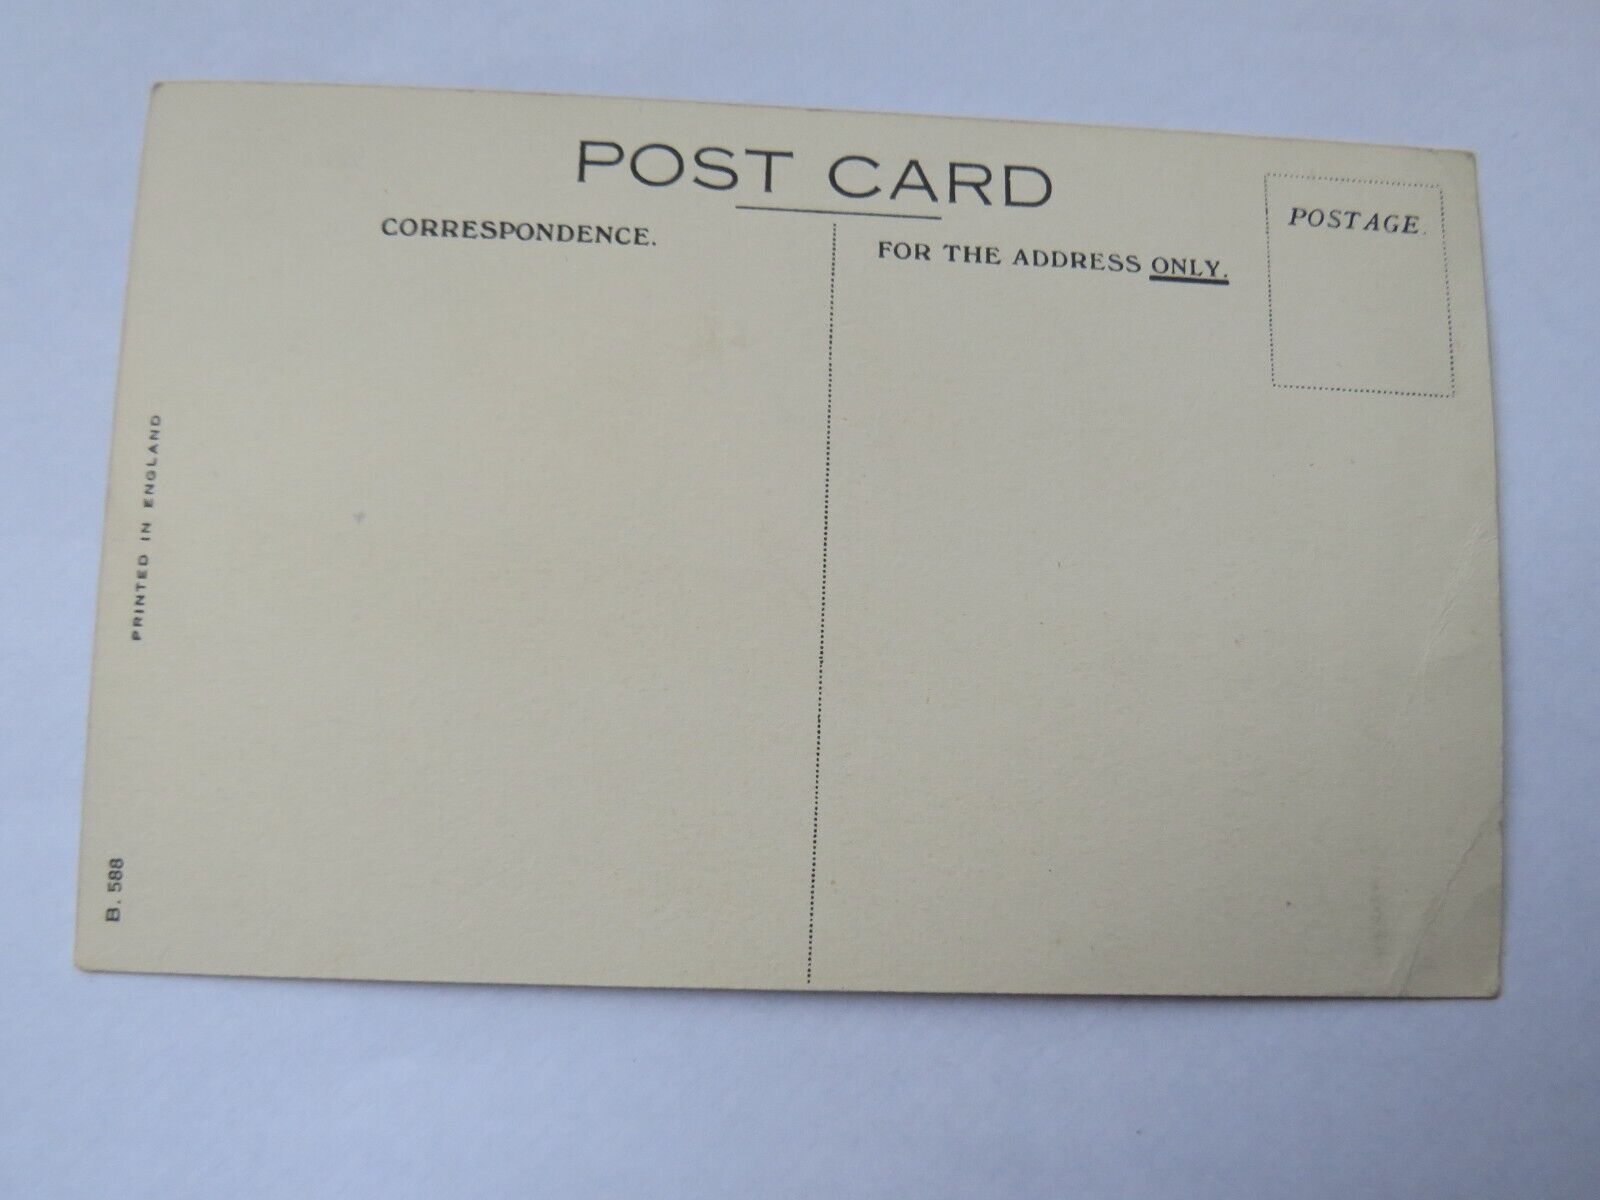 POST CARD
CORRESPONDENCE.
FOR THE ADDRESS ONLY.
POSTAGE.
PRINTED IN ENGLAND
B. 588